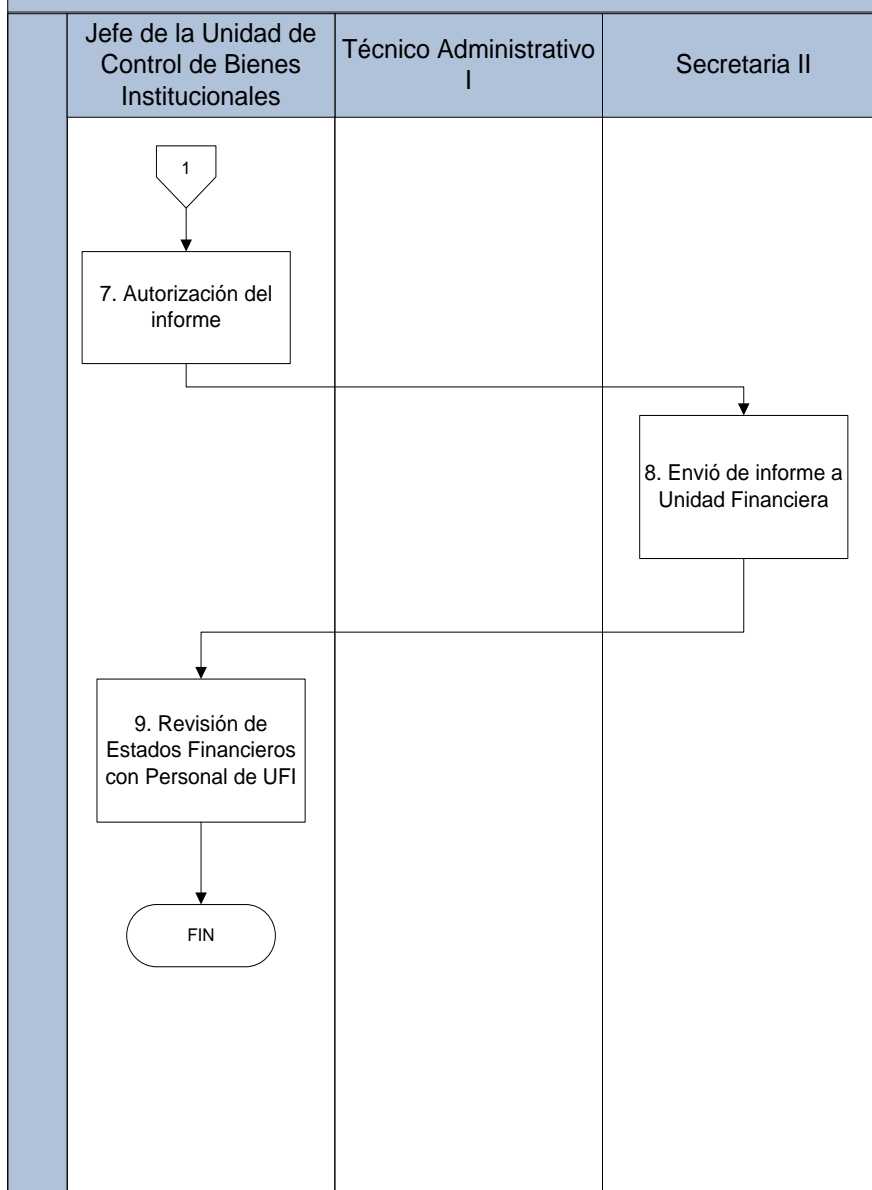 Jefe de la Unidad de
Control de Bienes
Institucionales
Técnico Administrativo
I
Secretaria II
1
7. Autorización del
informe
8. Envió de informe a
Unidad Financiera
9. Revisión de
Estados Financieros
con Personal de UFI
FIN